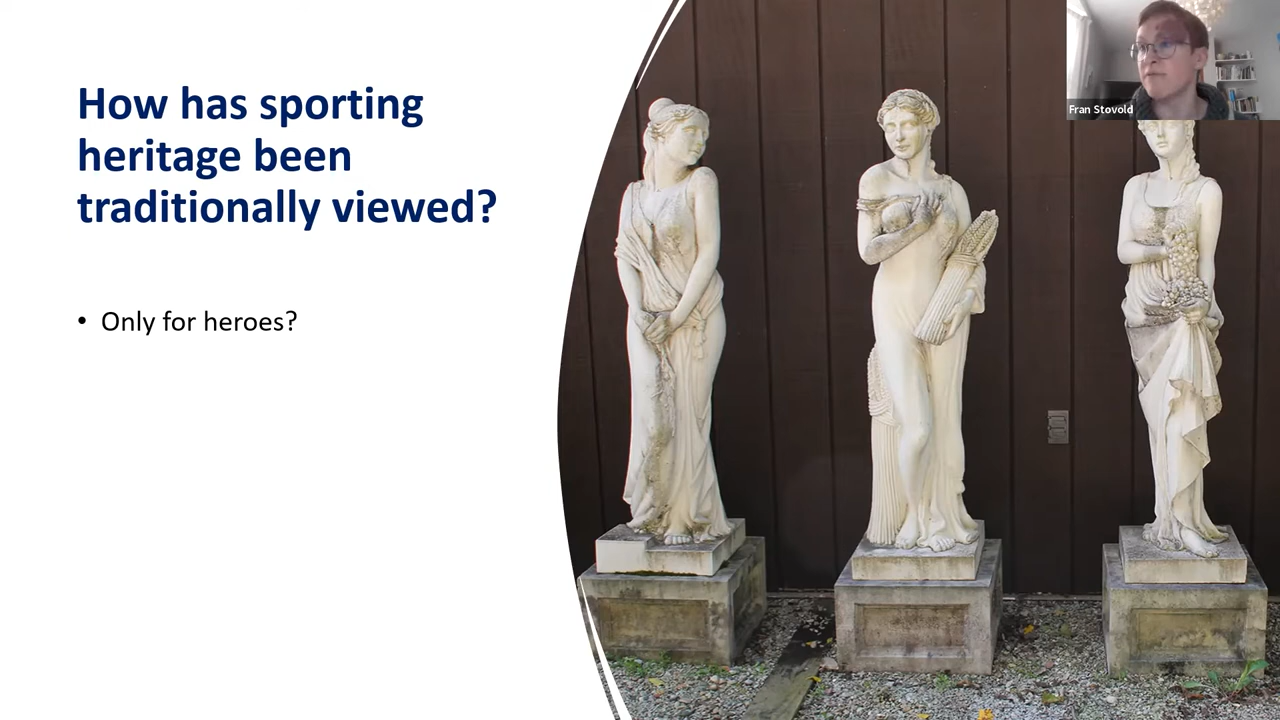 How has sporting
heritage been
traditionally viewed?
• Only for heroes?
Fran Stovold